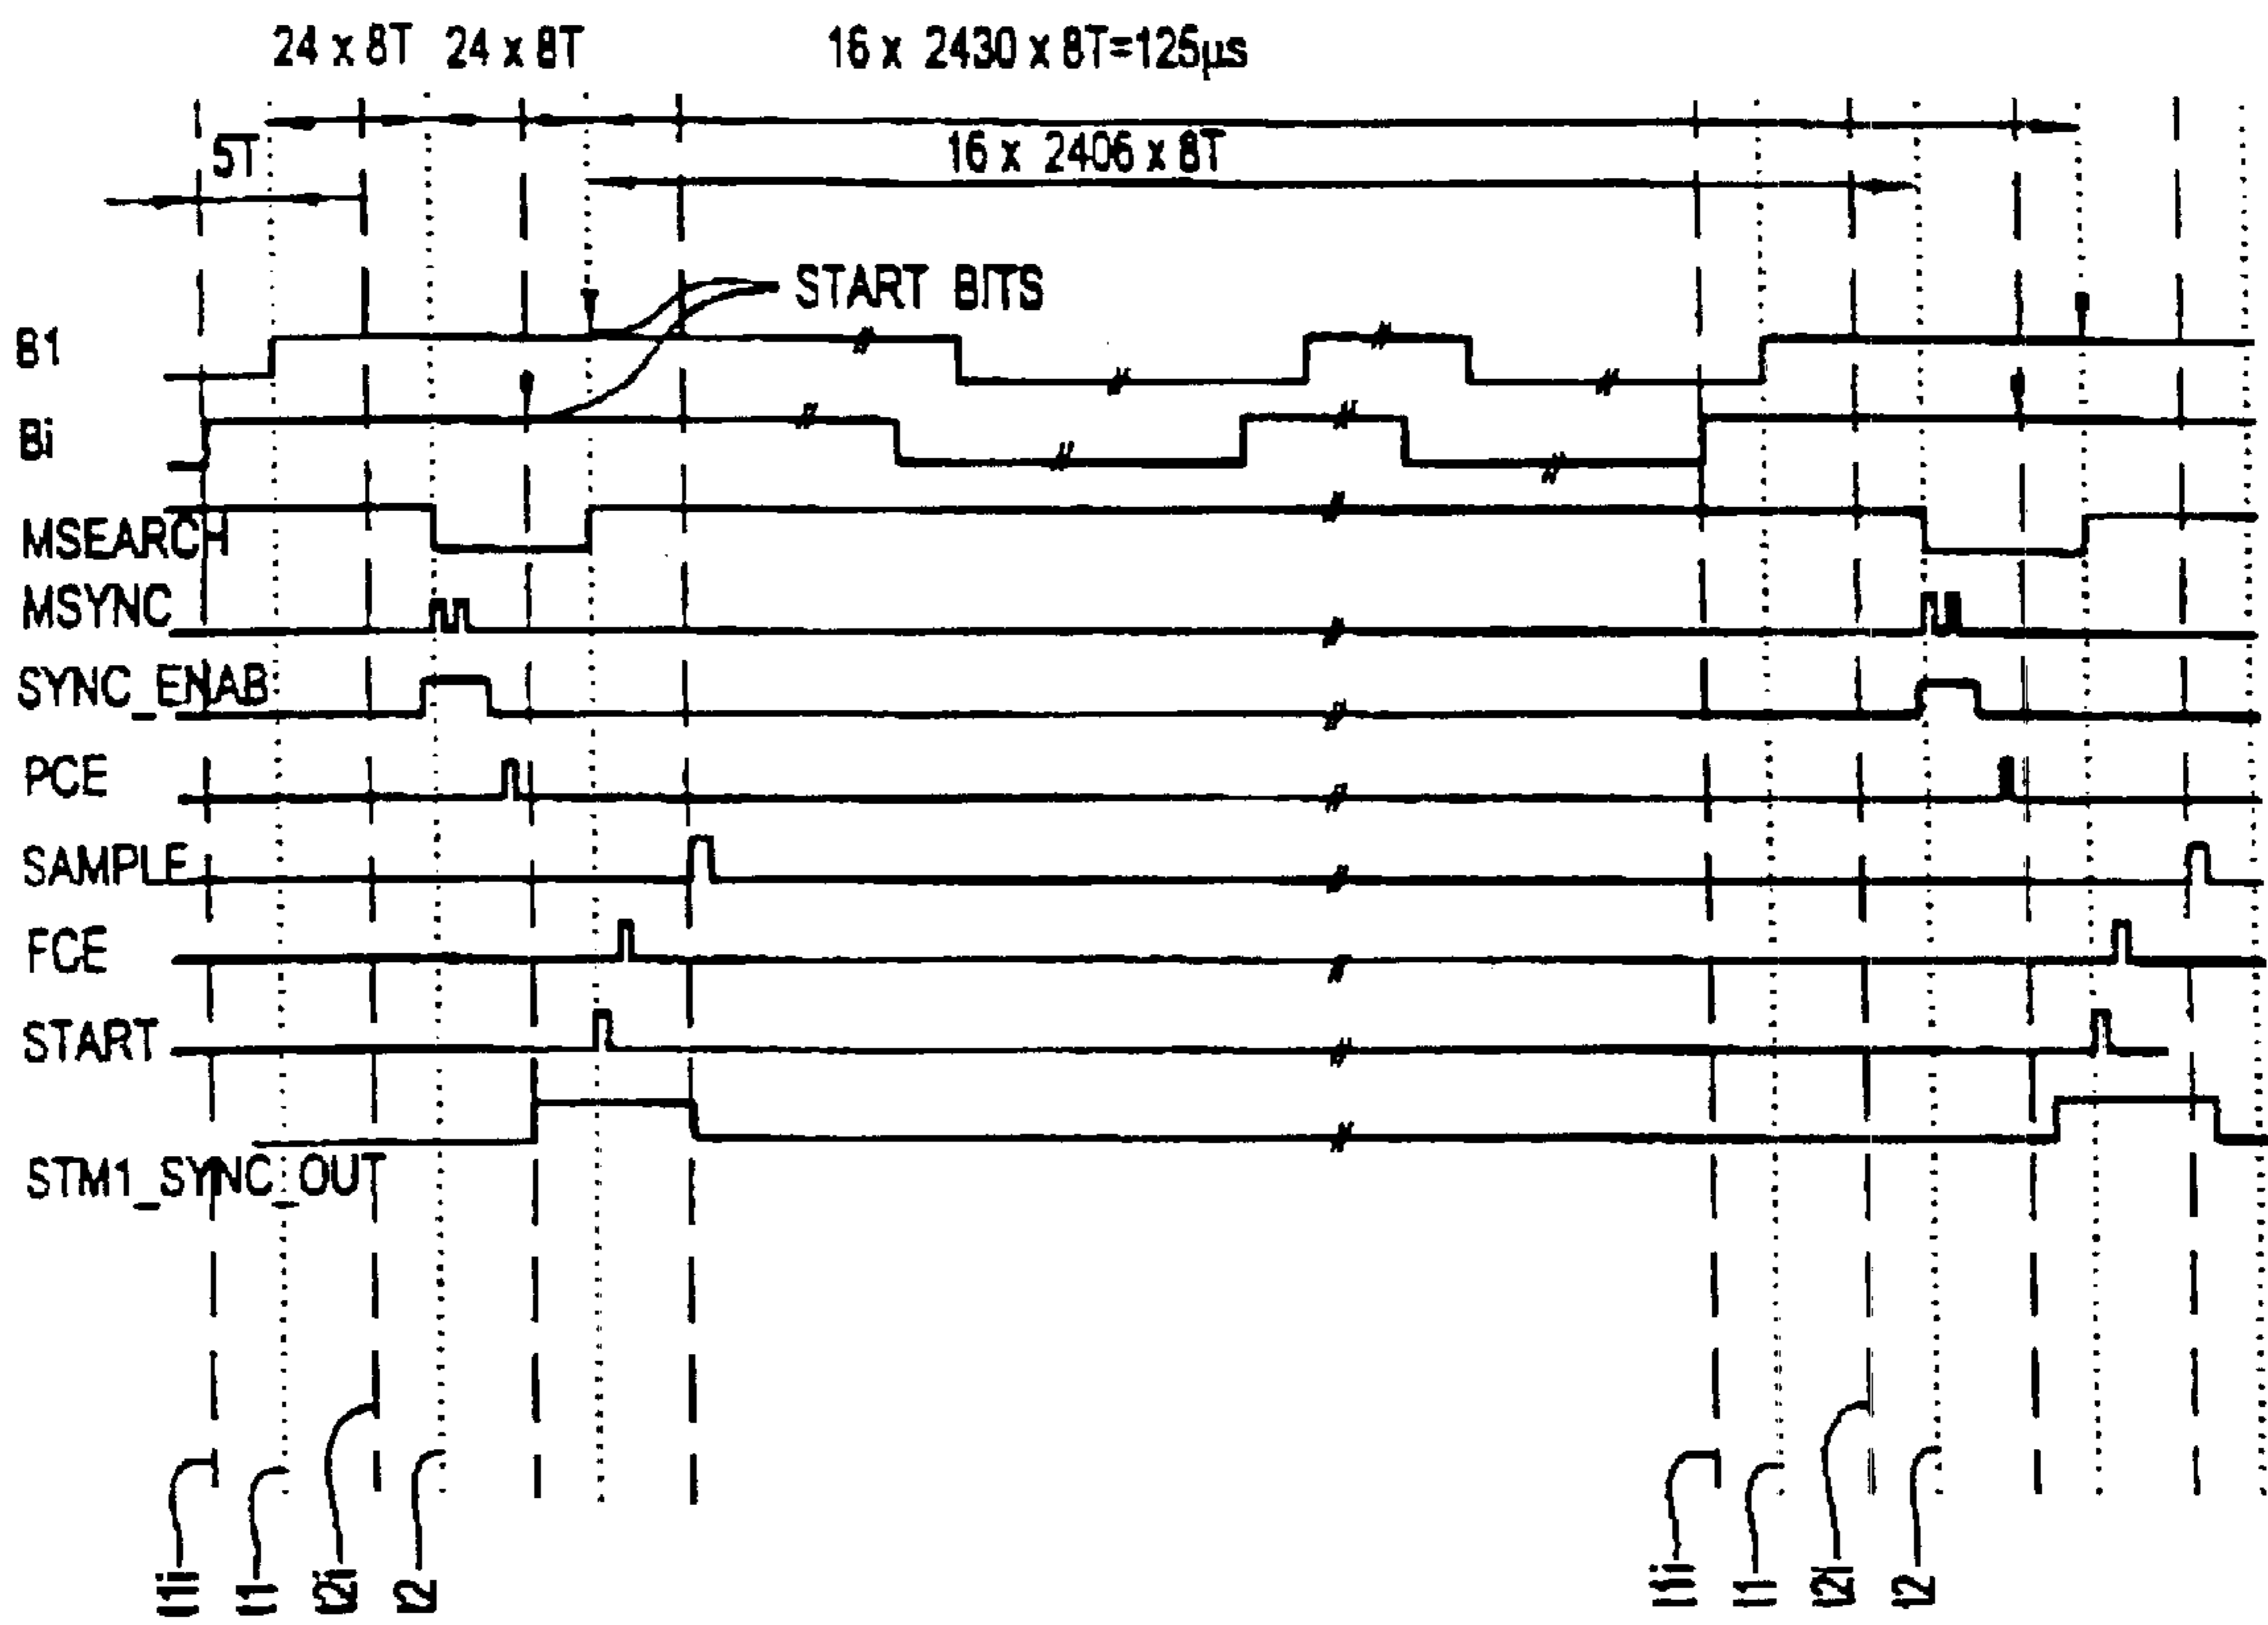 24 x 8T 24 x 8T 16 x 2430 x 8T=125µs
5T 16 x 2406 x 8T
START BITS
B1
Bi
MSEARCH
MSYNC
SYNC_ENAB
PCE
SAMPLE
FCE
START
STM1_SYNC_OUT
t1i t1 t2i t2 t1i t1 t2i t2